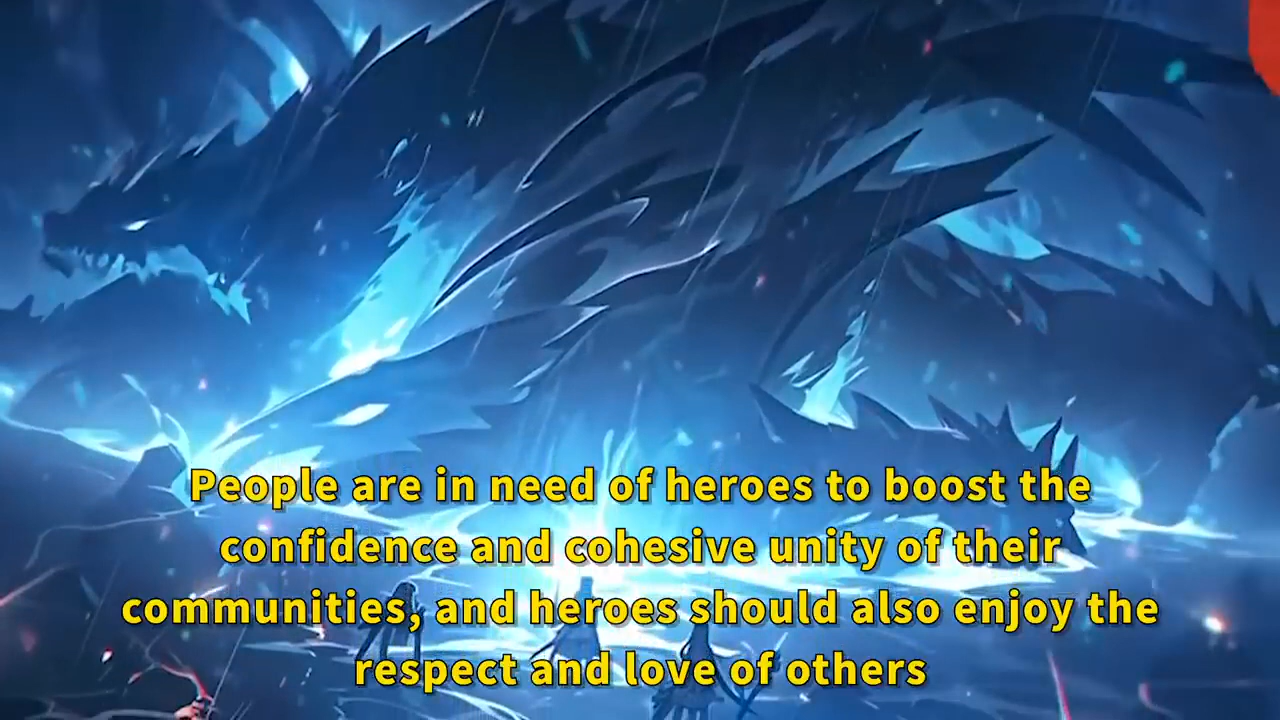 People are in need of heroes to boost the
confidence and cohesive unity of their
communities, and heroes should also enjoy the
respect and love of others